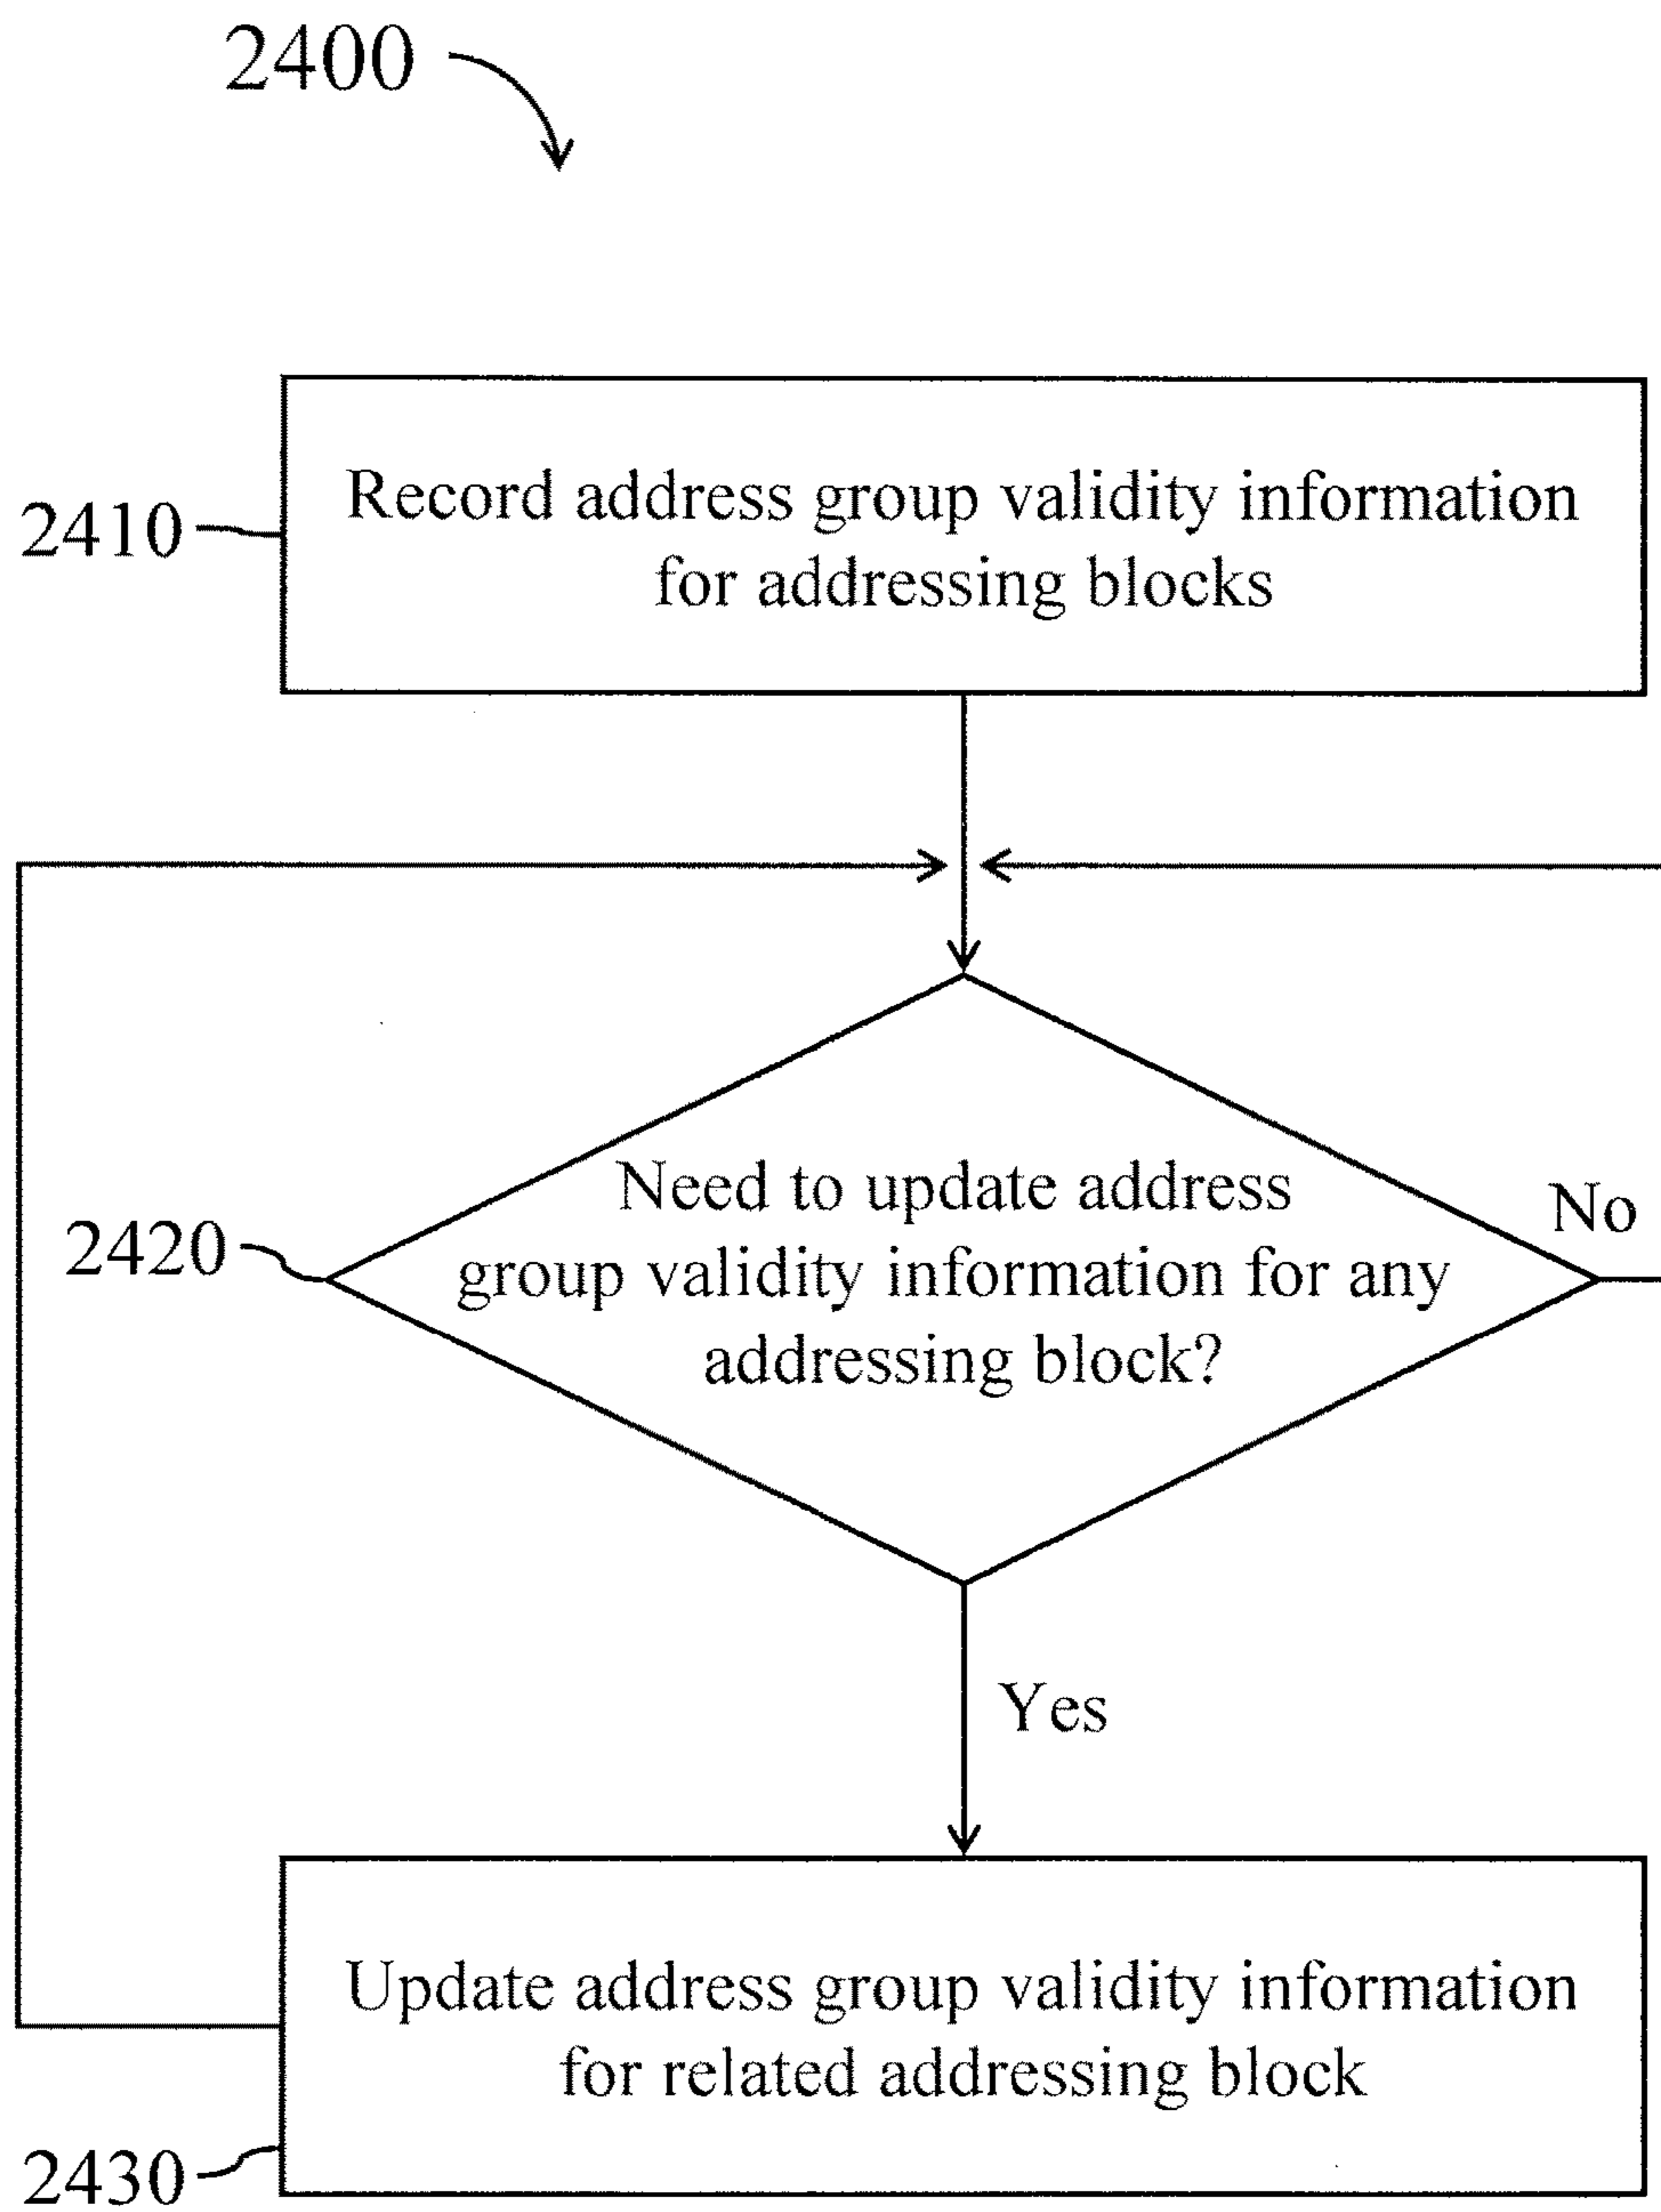 2400
2410
Record address group validity information
for addressing blocks
2420
Need to update address
group validity information for any
addressing block?
No
Yes
Update address group validity information
for related addressing block
2430